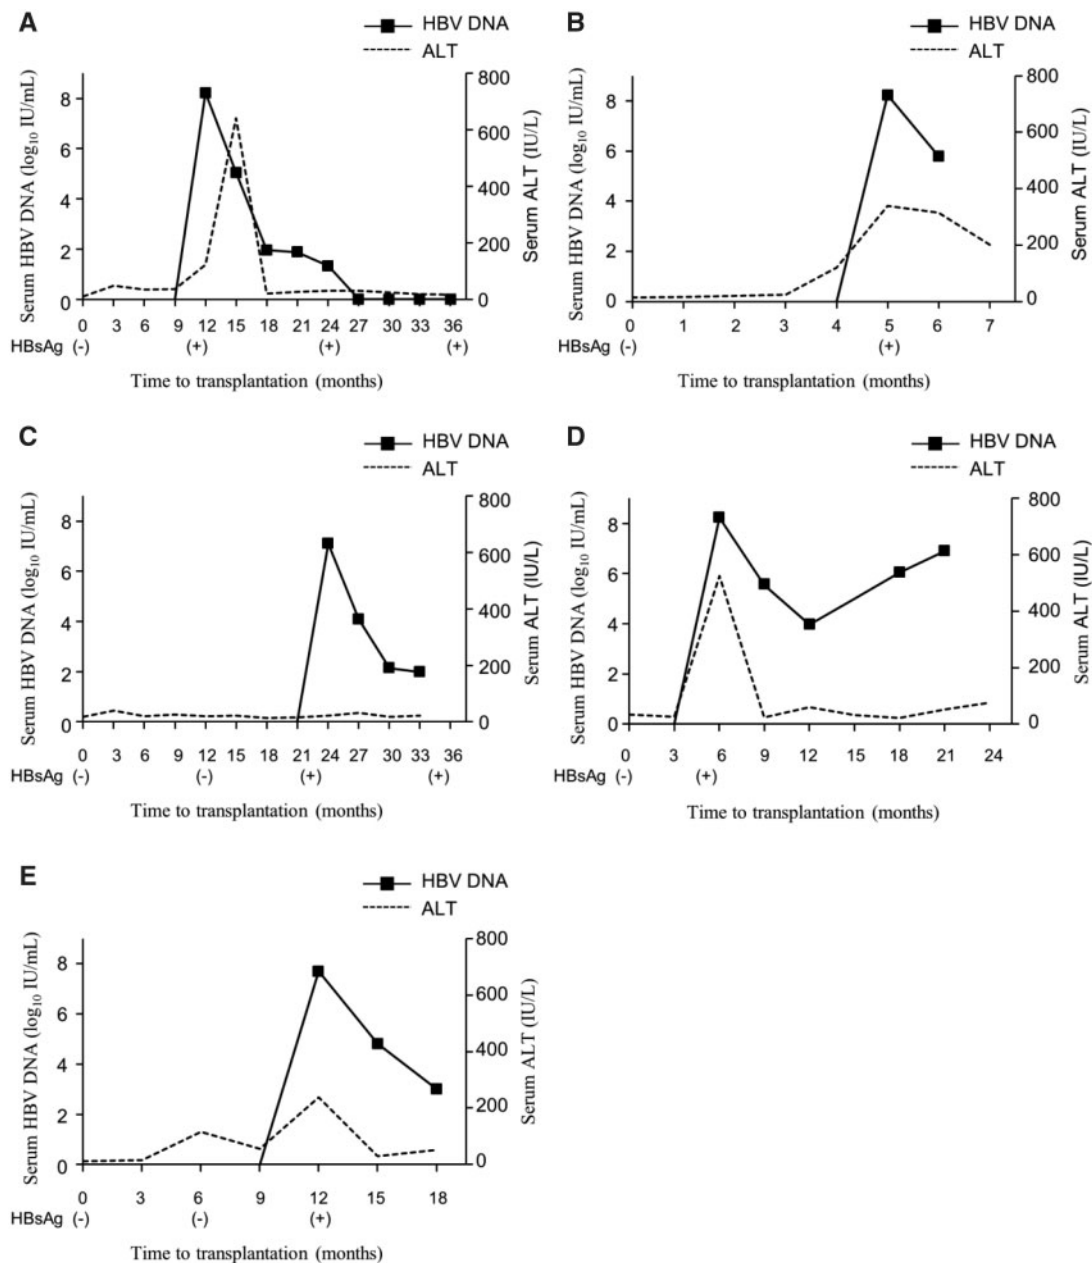 A
HBV DNA
ALT
Serum HBV DNA (log10 IU/mL)
8
6
4
2
0
Serum ALT (IU/L)
800
600
400
200
0
0 3 6 9 12 15 18 21 24 27 30 33 36
HBsAg (-) (+) (+) (+)
Time to transplantation (months)
B
HBV DNA
ALT
Serum HBV DNA (log10 IU/mL)
8
6
4
2
0
Serum ALT (IU/L)
800
600
400
200
0
0 1 2 3 4 5 6 7
HBsAg (-) (+)
Time to transplantation (months)
C
HBV DNA
ALT
Serum HBV DNA (log10 IU/mL)
8
6
4
2
0
Serum ALT (IU/L)
800
600
400
200
0
0 3 6 9 12 15 18 21 24 27 30 33 36
HBsAg (-) (-) (+) (+)
Time to transplantation (months)
D
HBV DNA
ALT
Serum HBV DNA (log10 IU/mL)
8
6
4
2
0
Serum ALT (IU/L)
800
600
400
200
0
0 3 6 9 12 15 18 21 24
HBsAg (-) (+)
Time to transplantation (months)
E
HBV DNA
ALT
Serum HBV DNA (log10 IU/mL)
8
6
4
2
0
Serum ALT (IU/L)
800
600
400
200
0
0 3 6 9 12 15 18
HBsAg (-) (-) (+)
Time to transplantation (months)